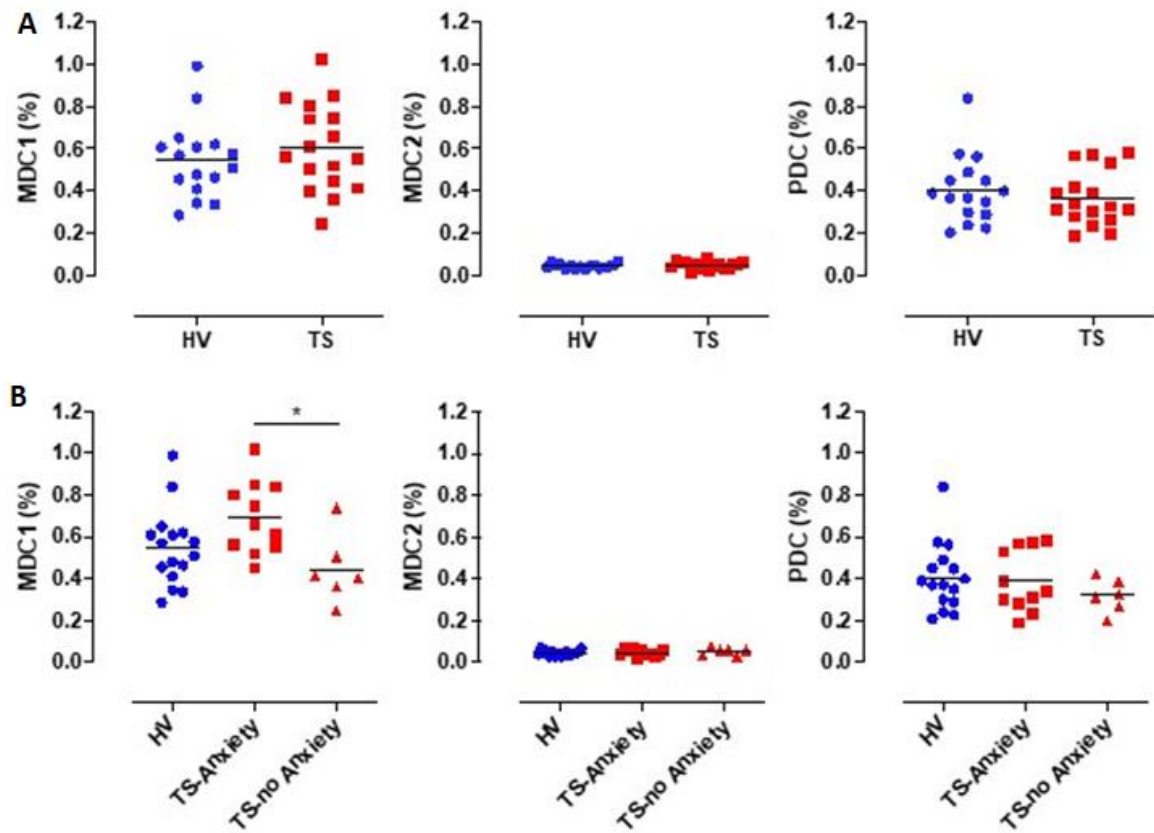 A
MDC1 (%)
1.2
1.0
0.8
0.6
0.4
0.2
0.0
HV
TS
MDC2 (%)
1.2
1.0
0.8
0.6
0.4
0.2
0.0
HV
TS
PDC (%)
1.2
1.0
0.8
0.6
0.4
0.2
0.0
HV
TS
B
MDC1 (%)
1.2
1.0
0.8
0.6
0.4
0.2
0.0
*
HV
TS-Anxiety
TS-no Anxiety
MDC2 (%)
1.2
1.0
0.8
0.6
0.4
0.2
0.0
HV
TS-Anxiety
TS-no Anxiety
PDC (%)
1.2
1.0
0.8
0.6
0.4
0.2
0.0
HV
TS-Anxiety
TS-no Anxiety